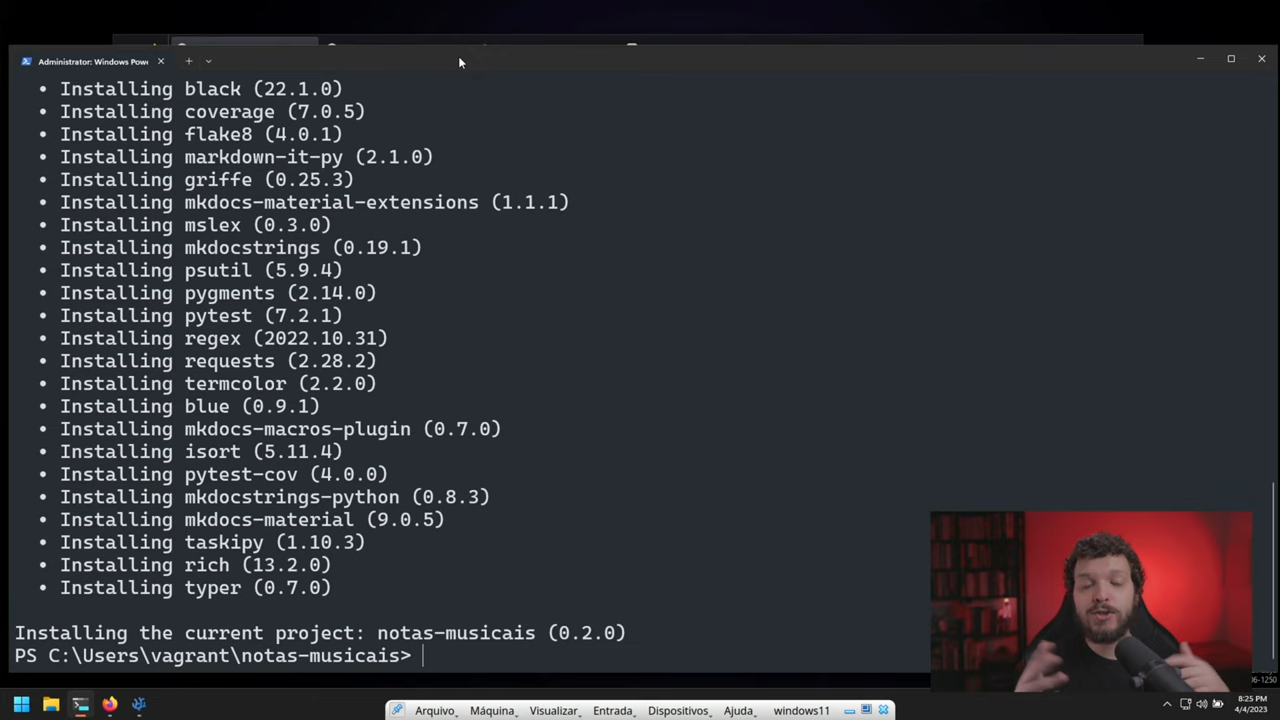 Administrator: Windows Powe
• Installing black (22.1.0)
• Installing coverage (7.0.5)
• Installing flake8 (4.0.1)
• Installing markdown-it-py (2.1.0)
• Installing griffe (0.25.3)
• Installing mkdocs-material-extensions (1.1.1)
• Installing mslex (0.3.0)
• Installing mkdocstrings (0.19.1)
• Installing psutil (5.9.4)
• Installing pygments (2.14.0)
• Installing pytest (7.2.1)
• Installing regex (2022.10.31)
• Installing requests (2.28.2)
• Installing termcolor (2.2.0)
• Installing blue (0.9.1)
• Installing mkdocs-macros-plugin (0.7.0)
• Installing isort (5.11.4)
• Installing pytest-cov (4.0.0)
• Installing mkdocstrings-python (0.8.3)
• Installing mkdocs-material (9.0.5)
• Installing taskipy (1.10.3)
• Installing rich (13.2.0)
• Installing typer (0.7.0)
Installing the current project: notas-musicais (0.2.0)
PS C:\Users\vagrant\notas-musicais>
06-1250
8:25 PM
4/4/2023
Arquivo Máquina Visualizar Entrada Dispositivos Ajuda windows11